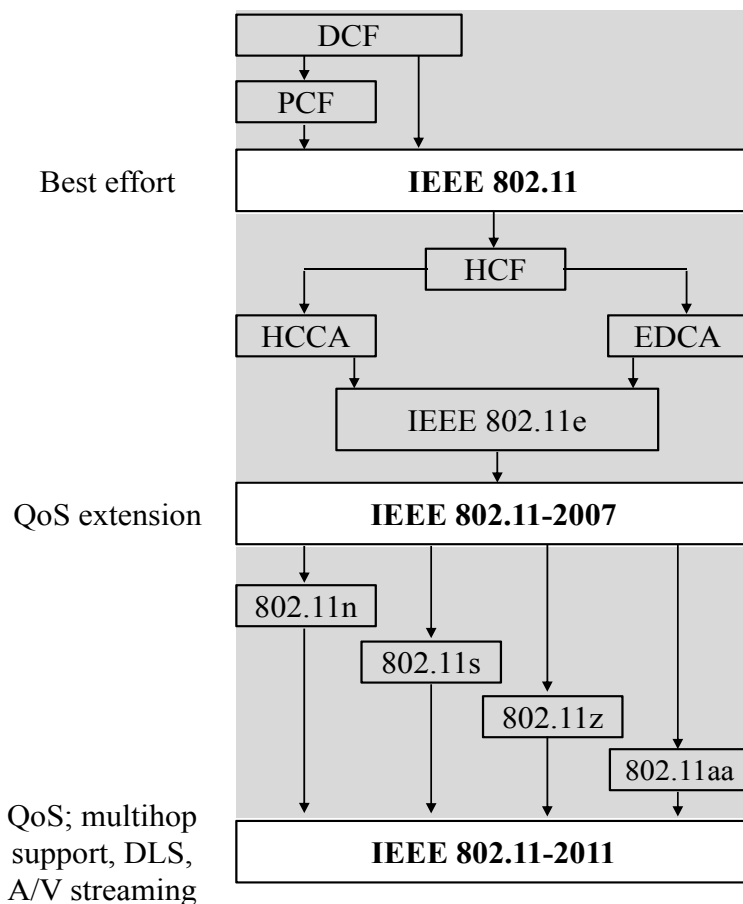 DCF
PCF
Best effort
IEEE 802.11
HCF
HCCA
EDCA
IEEE 802.11e
QoS extension
IEEE 802.11-2007
802.11n
802.11s
802.11z
802.11aa
QoS; multihop
support, DLS,
A/V streaming
IEEE 802.11-2011